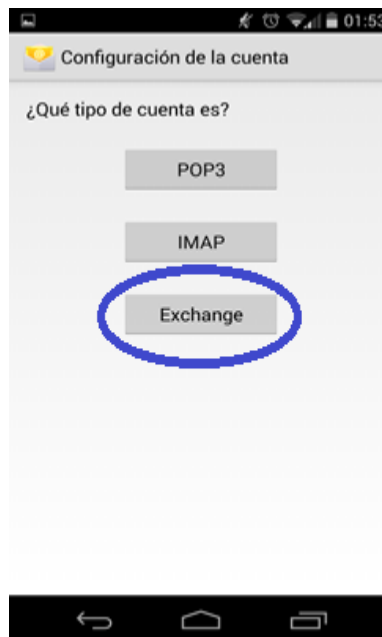 01:53
Configuración de la cuenta
¿Qué tipo de cuenta es?
POP3
IMAP
Exchange